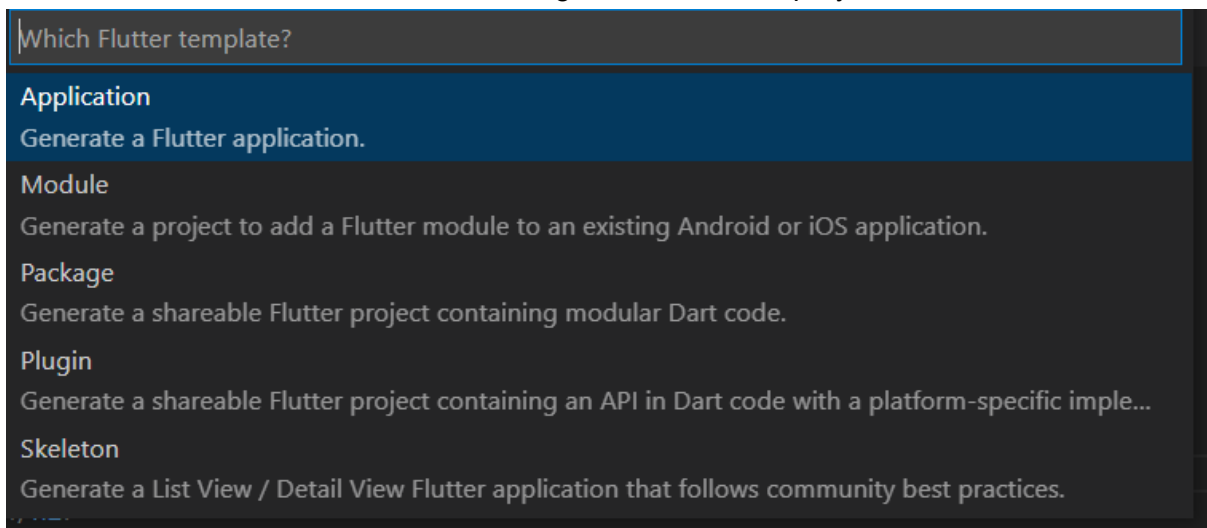 Which Flutter template?
Application
Generate a Flutter application.
Module
Generate a project to add a Flutter module to an existing Android or iOS application.
Package
Generate a shareable Flutter project containing modular Dart code.
Plugin
Generate a shareable Flutter project containing an API in Dart code with a platform-specific imple...
Skeleton
Generate a List View / Detail View Flutter application that follows community best practices.